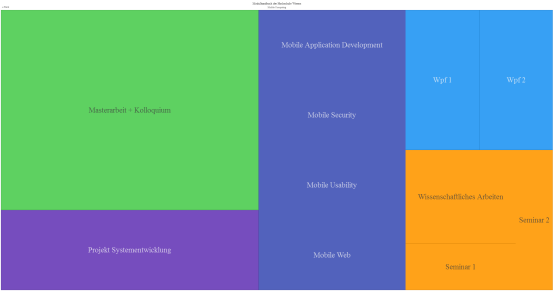 Masterarbeit + Kolloquium
Projekt Systementwicklung
Mobile Application Development
Mobile Security
Mobile Usability
Mobile Web
Wpf 1
Wpf 2
Wissenschaftliches Arbeiten
Seminar 2
Seminar 1